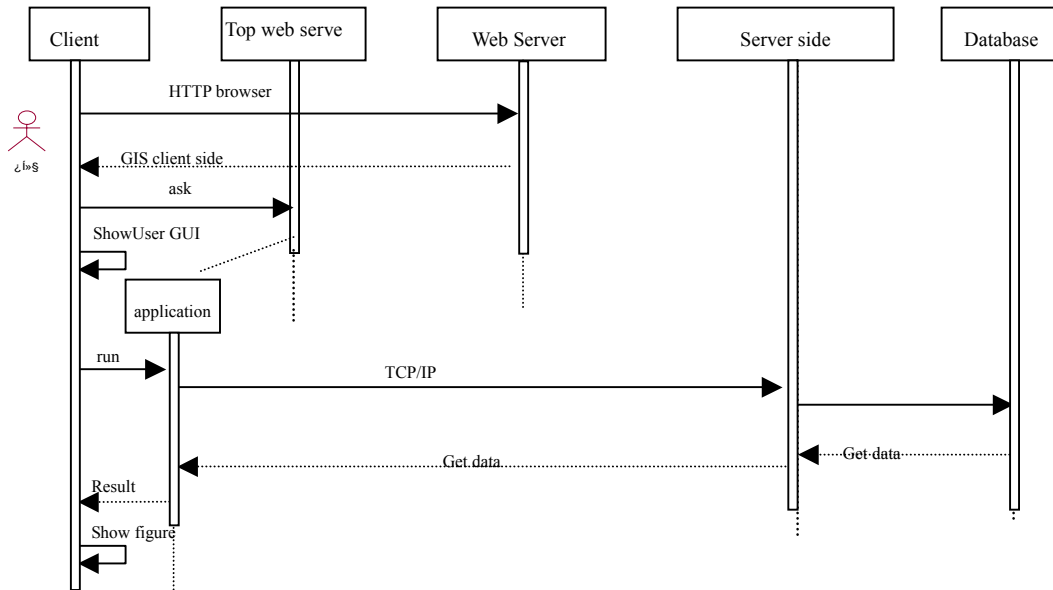 Client
Top web serve
Web Server
Server side
Database
HTTP browser
¿Í»§
GIS client side
ask
ShowUser GUI
application
run
TCP/IP
Get data
Get data
Result
Show figure